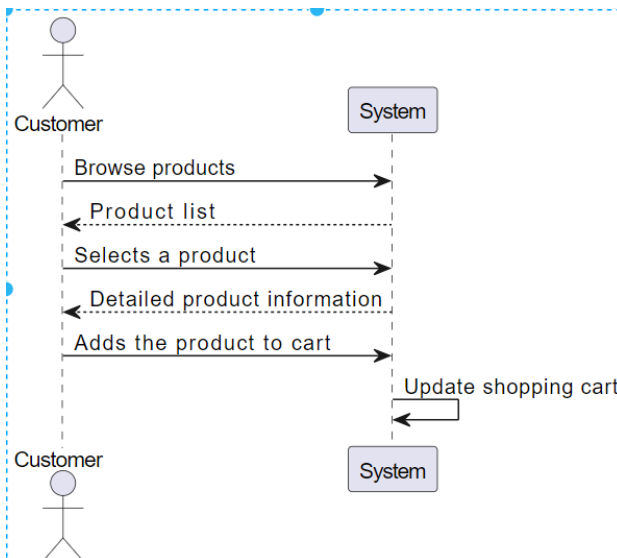 Customer
System
Browse products
Product list
Selects a product
Detailed product information
Adds the product to cart
Update shopping cart
Customer
System